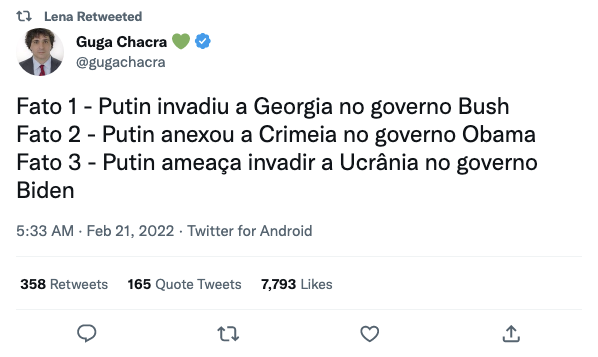 Lena Retweeted
Guga Chacra 💚
@gugachacra
Fato 1 - Putin invadiu a Georgia no governo Bush
Fato 2 - Putin anexou a Crimeia no governo Obama
Fato 3 - Putin ameaça invadir a Ucrânia no governo
Biden
5:33 AM · Feb 21, 2022 · Twitter for Android
358 Retweets 165 Quote Tweets 7,793 Likes